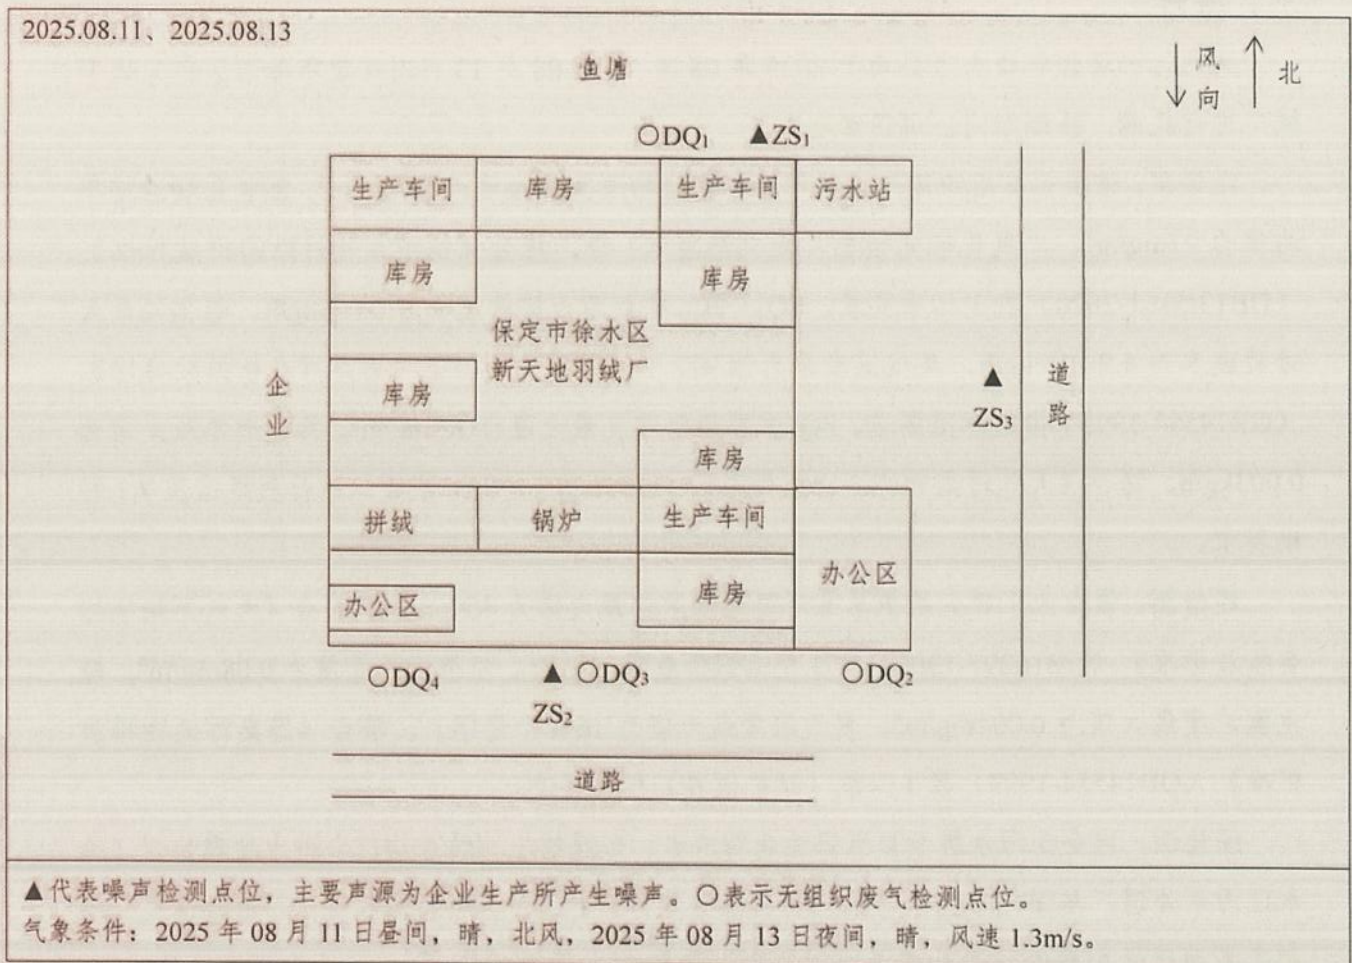 2025.08.11、2025.08.13
鱼塘
风向
北
○DQ₁ ▲ZS₁
生产车间 库房 生产车间 污水站
库房 库房
保定市徐水区
新天地羽绒厂
企业
库房
▲
ZS₃
道路
库房
拼绒 锅炉 生产车间
办公区
库房
办公区
○DQ₄ ▲ ○DQ₃ ○DQ₂
ZS₂
道路
▲代表噪声检测点位，主要声源为企业生产所产生噪声。○表示无组织废气检测点位。
气象条件：2025 年 08 月 11 日昼间，晴，北风，2025 年 08 月 13 日夜间，晴，风速 1.3m/s。